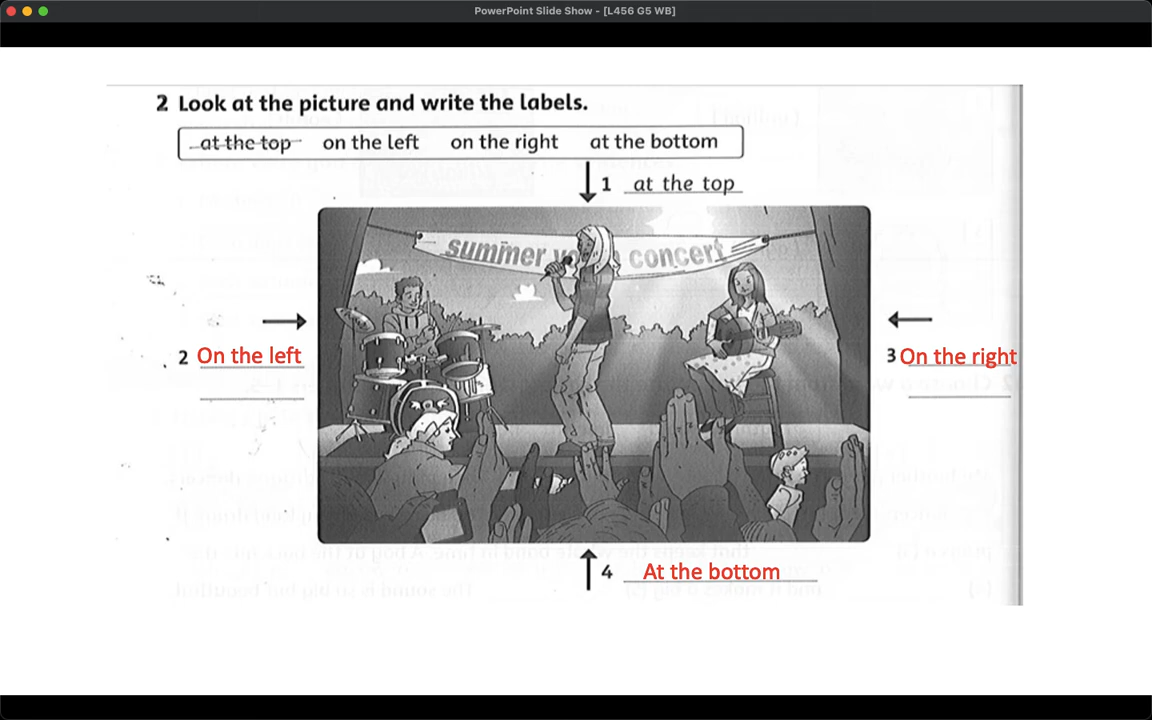 PowerPoint Slide Show - [L456 G5 WB]
2 Look at the picture and write the labels.
at the top on the left on the right at the bottom
1 at the top
summer concert
2 On the left
3 On the right
4 At the bottom